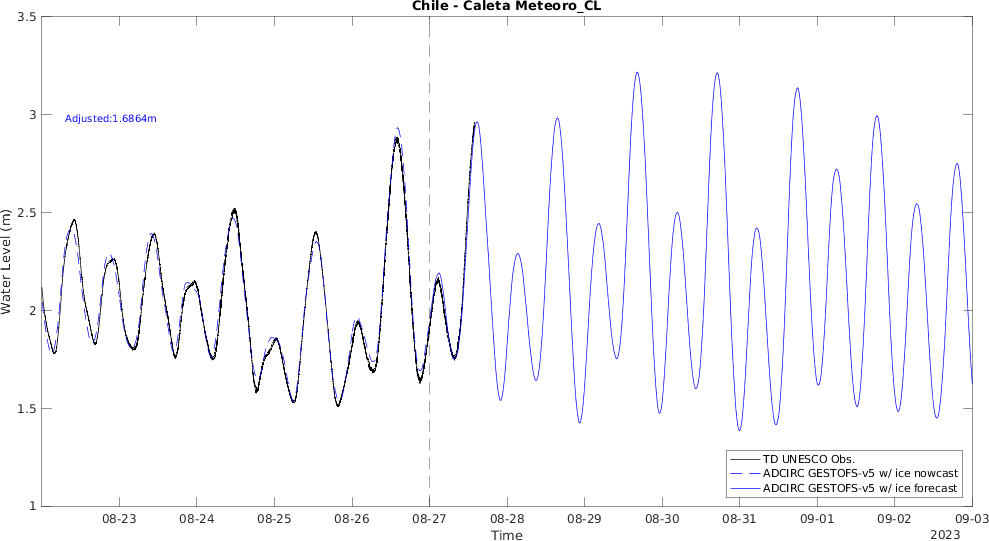 Chile - Caleta Meteoro_CL
3.5
3
2.5
2
1.5
1
Water Level (m)
Adjusted:1.6864m
TD UNESCO Obs.
ADCIRC GESTOFS-v5 w/ ice nowcast
ADCIRC GESTOFS-v5 w/ ice forecast
08-23 08-24 08-25 08-26 08-27 08-28 08-29 08-30 08-31 09-01 09-02 09-03
Time
2023